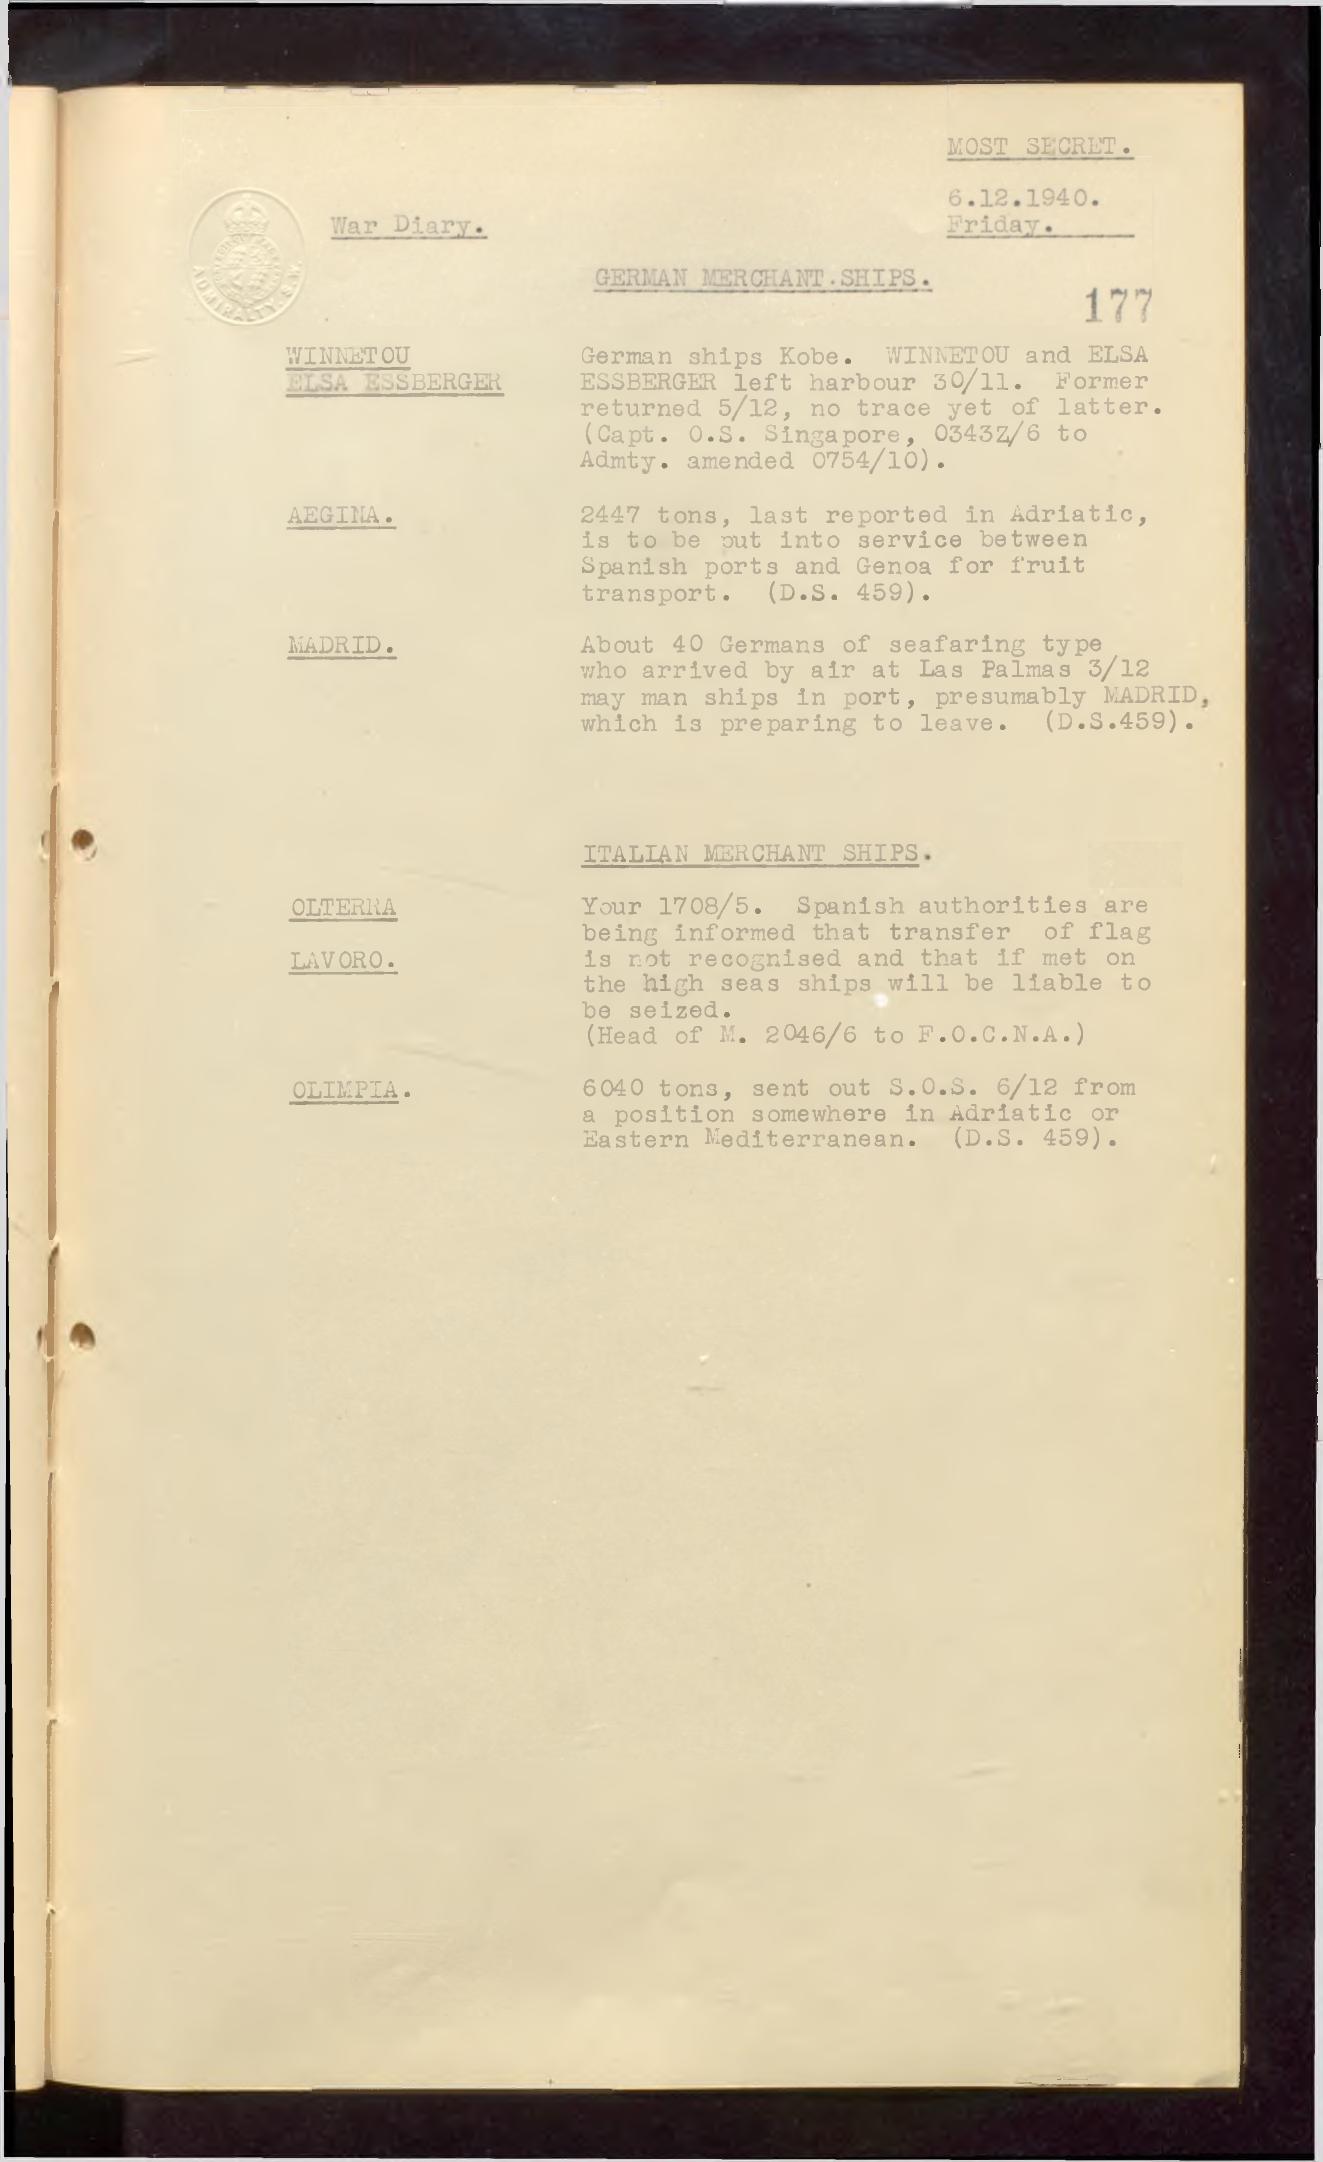 MOST SECRET.
6.12.1940.
War Diary.
Friday.
ADMIRALTY. S.W.
GERMAN MERCHANT.SHIPS.
177
WINNETOU
ELSA ESSBERGER
German ships Kobe. WINNETOU and ELSA
ESSBERGER left harbour 30/11. Former
returned 5/12, no trace yet of latter.
(Capt. O.S. Singapore, 0343Z/6 to
Admty. amended 0754/10).
AEGINA.
2447 tons, last reported in Adriatic,
is to be put into service between
Spanish ports and Genoa for fruit
transport. (D.S. 459).
MADRID.
About 40 Germans of seafaring type
who arrived by air at Las Palmas 3/12
may man ships in port, presumably MADRID,
which is preparing to leave. (D.S.459).
ITALIAN MERCHANT SHIPS.
OLTERRA
LAVORO.
Your 1708/5. Spanish authorities are
being informed that transfer of flag
is not recognised and that if met on
the high seas ships will be liable to
be seized.
(Head of M. 2046/6 to F.O.C.N.A.)
OLIMPIA.
6040 tons, sent out S.O.S. 6/12 from
a position somewhere in Adriatic or
Eastern Mediterranean. (D.S. 459).